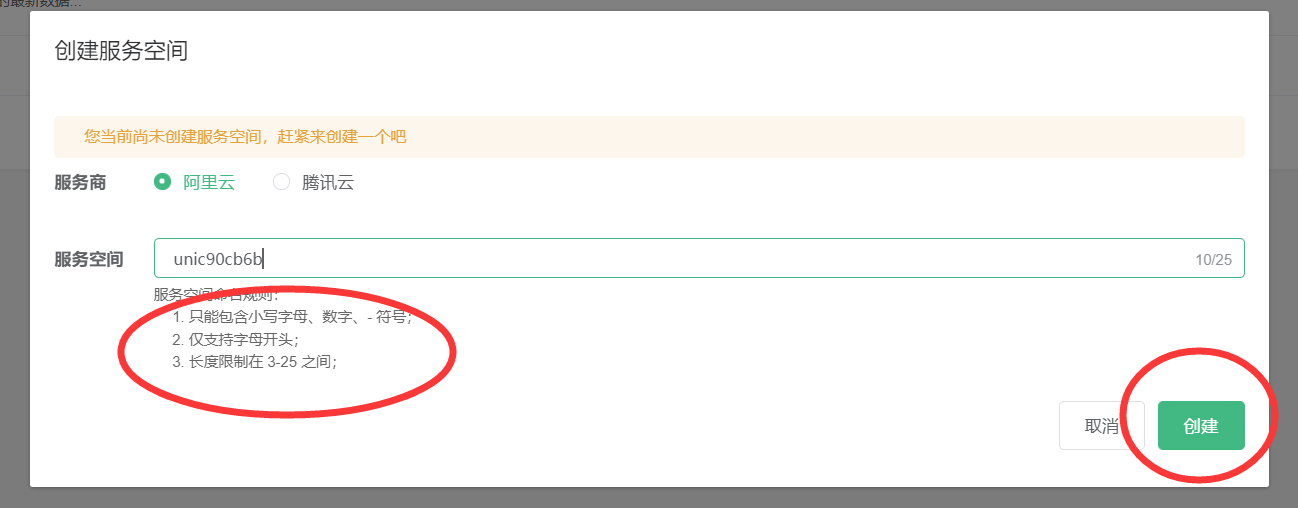 的最新数据...
创建服务空间
您当前尚未创建服务空间，赶紧来创建一个吧
服务商 阿里云 腾讯云
服务空间 unic90cb6b 10/25
服务空间命名规则：
1. 只能包含小写字母、数字、- 符号；
2. 仅支持字母开头；
3. 长度限制在 3-25 之间；
取消 创建